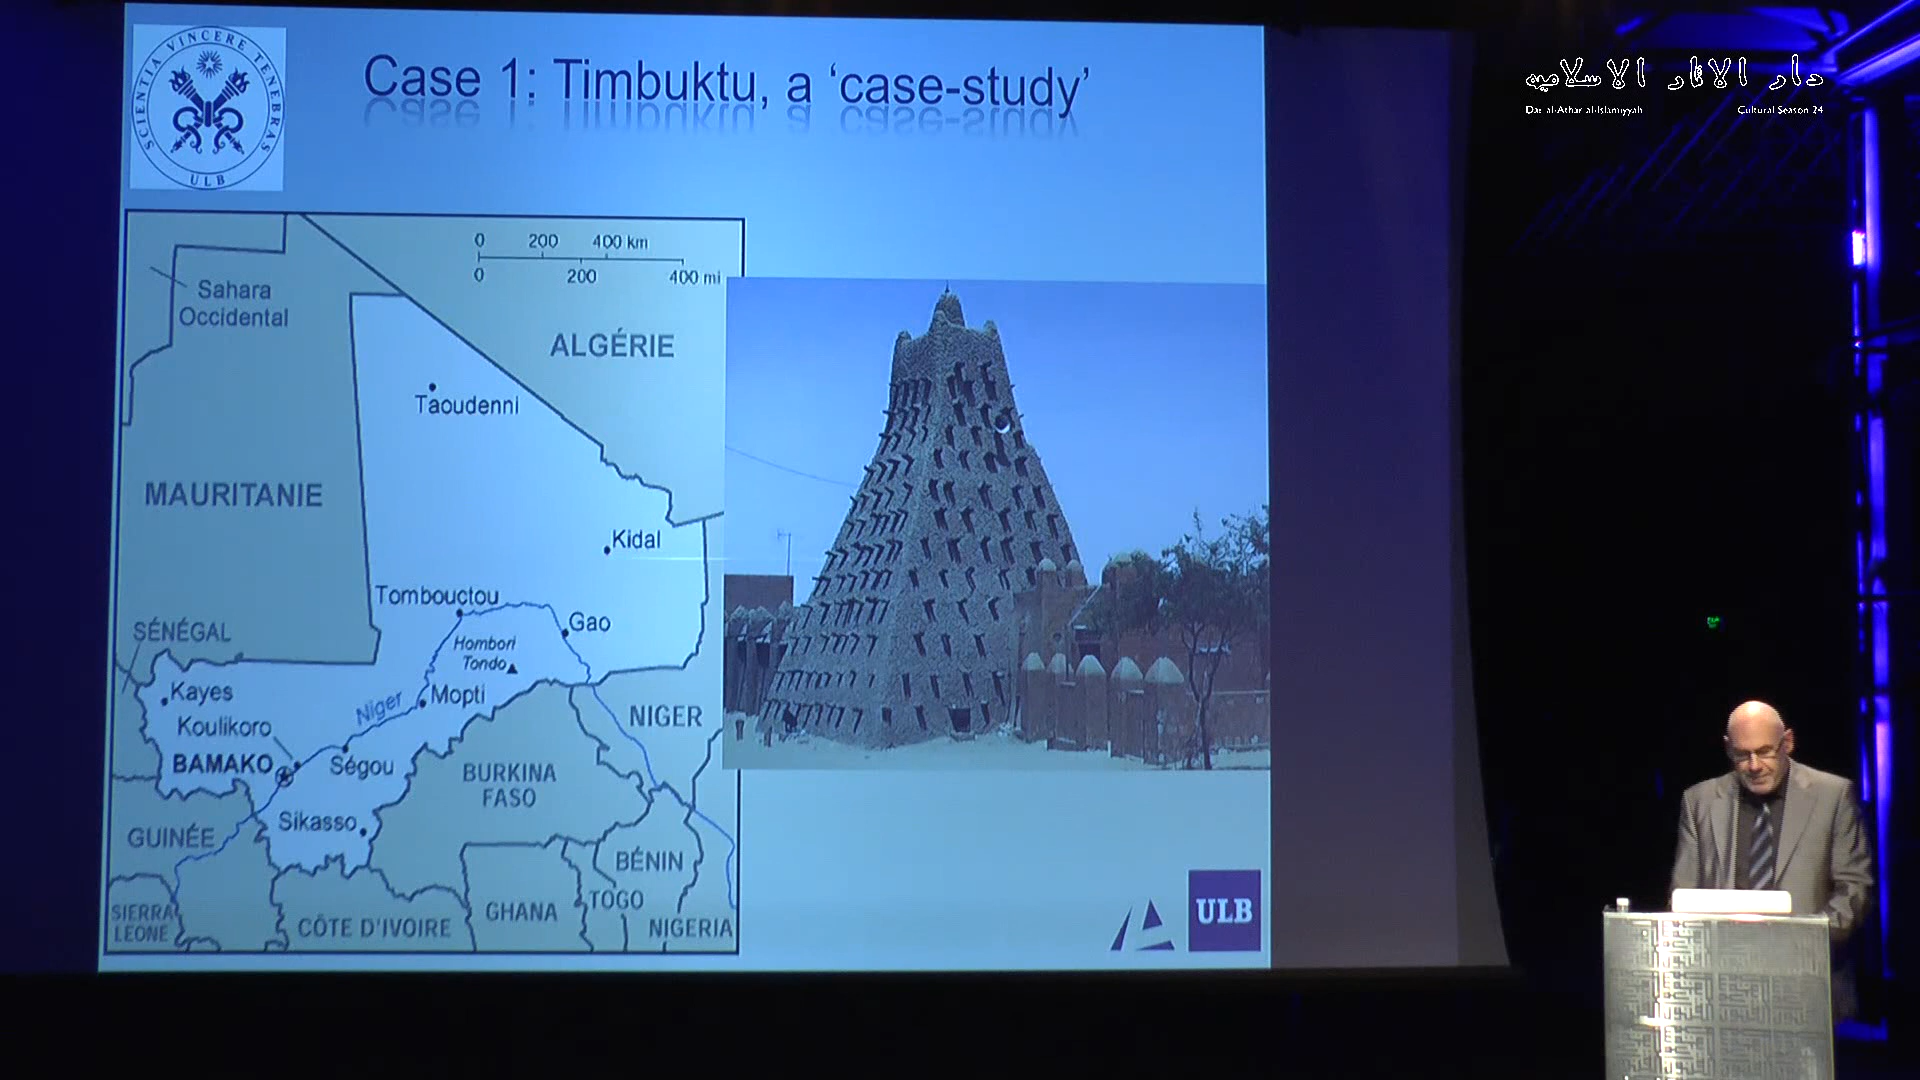 SCIENTIA VINCERE TENEBRAS
ULB
Case 1: Timbuktu, a ‘case-study’
دار الآثار الإسلامية
Dar al-Athar al-Islamiyyah
Cultural Season 24
0 200 400 km
0 200 400 mi
Sahara
Occidental
ALGÉRIE
Taoudenni
MAURITANIE
Kidal
Tombouctou
Gao
Hombori
Tondo
SÉNÉGAL
Kayes
Mopti
Niger
Koulikoro
NIGER
BAMAKO
Ségou
BURKINA
FASO
Sikasso
GUINÉE
BÉNIN
TOGO
SIERRA
LEONE
CÔTE D'IVOIRE
GHANA
NIGERIA
ULB